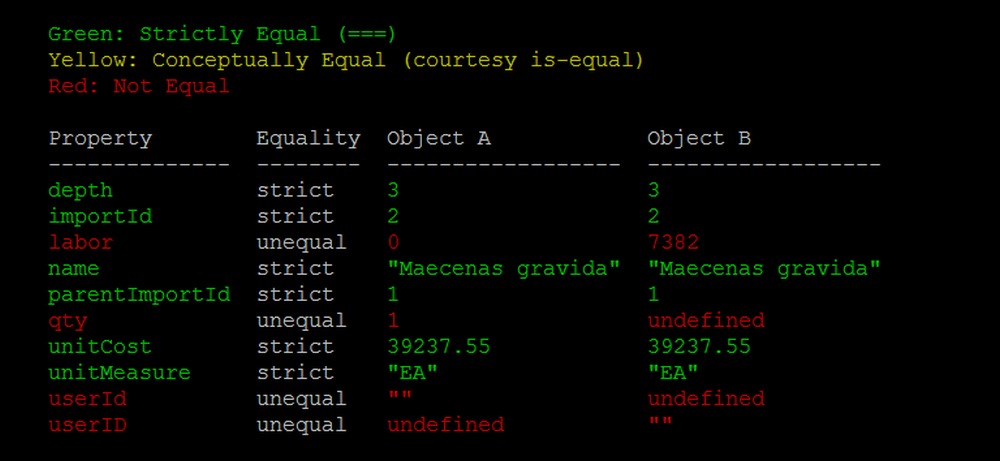 Green: Strictly Equal (===)
Yellow: Conceptually Equal (courtesy is-equal)
Red: Not Equal
Property Equality Object A Object B
-------------- -------- ------------------ ------------------
depth strict 3 3
importId strict 2 2
labor unequal 0 7382
name strict "Maecenas gravida" "Maecenas gravida"
parentImportId strict 1 1
qty unequal 1 undefined
unitCost strict 39237.55 39237.55
unitMeasure strict "EA" "EA"
userId unequal "" undefined
userID unequal undefined ""